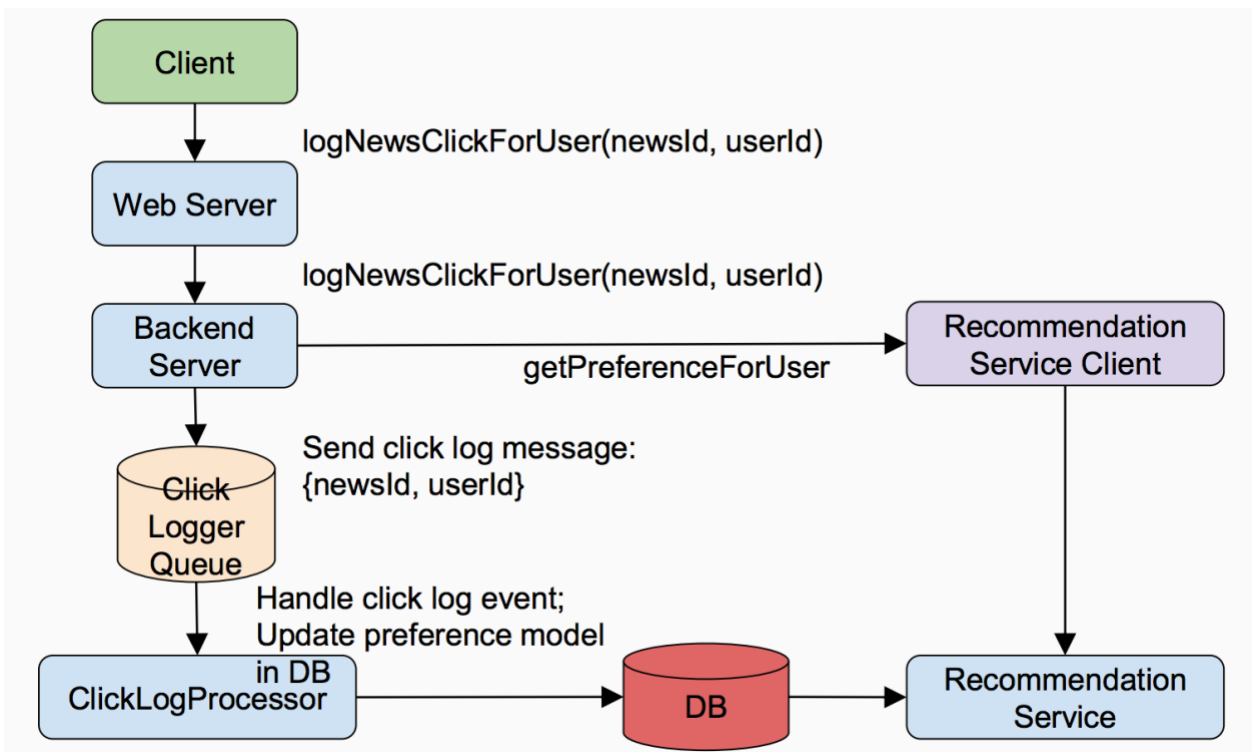 Client
logNewsClickForUser(newsId, userId)
Web Server
logNewsClickForUser(newsId, userId)
Backend
Server
getPreferenceForUser
Recommendation
Service Client
Send click log message:
{newsId, userId}
Click
Logger
Queue
Handle click log event;
Update preference model
in DB
ClickLogProcessor
DB
Recommendation
Service